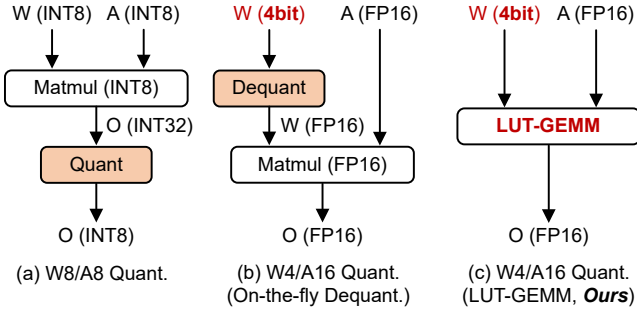 W (INT8) A (INT8)
Matmul (INT8)
O (INT32)
Quant
O (INT8)
(a) W8/A8 Quant.
W (4bit) A (FP16)
Dequant
W (FP16)
Matmul (FP16)
O (FP16)
(b) W4/A16 Quant.
(On-the-fly Dequant.)
W (4bit) A (FP16)
LUT-GEMM
O (FP16)
(c) W4/A16 Quant.
(LUT-GEMM, Ours)